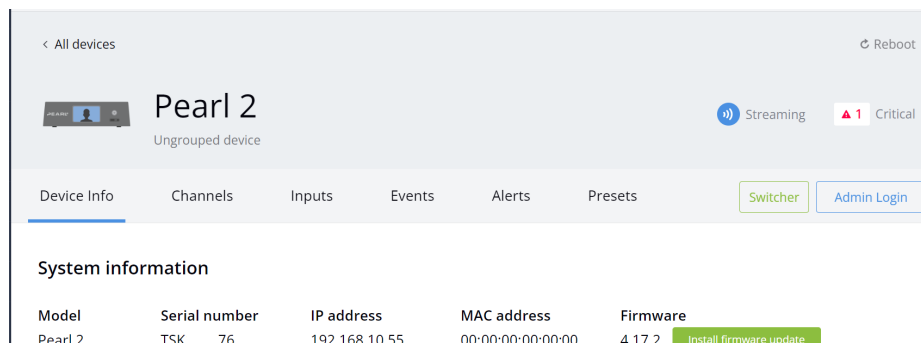 < All devices
Reboot
Pearl 2
Ungrouped device
Streaming
1 Critical
Device Info Channels Inputs Events Alerts Presets Switcher Admin Login
System information
Model Serial number IP address MAC address Firmware
Pearl 2 TSK 76 192.168.10.55 00:00:00:00:00:00 4.17.2 Install firmware update